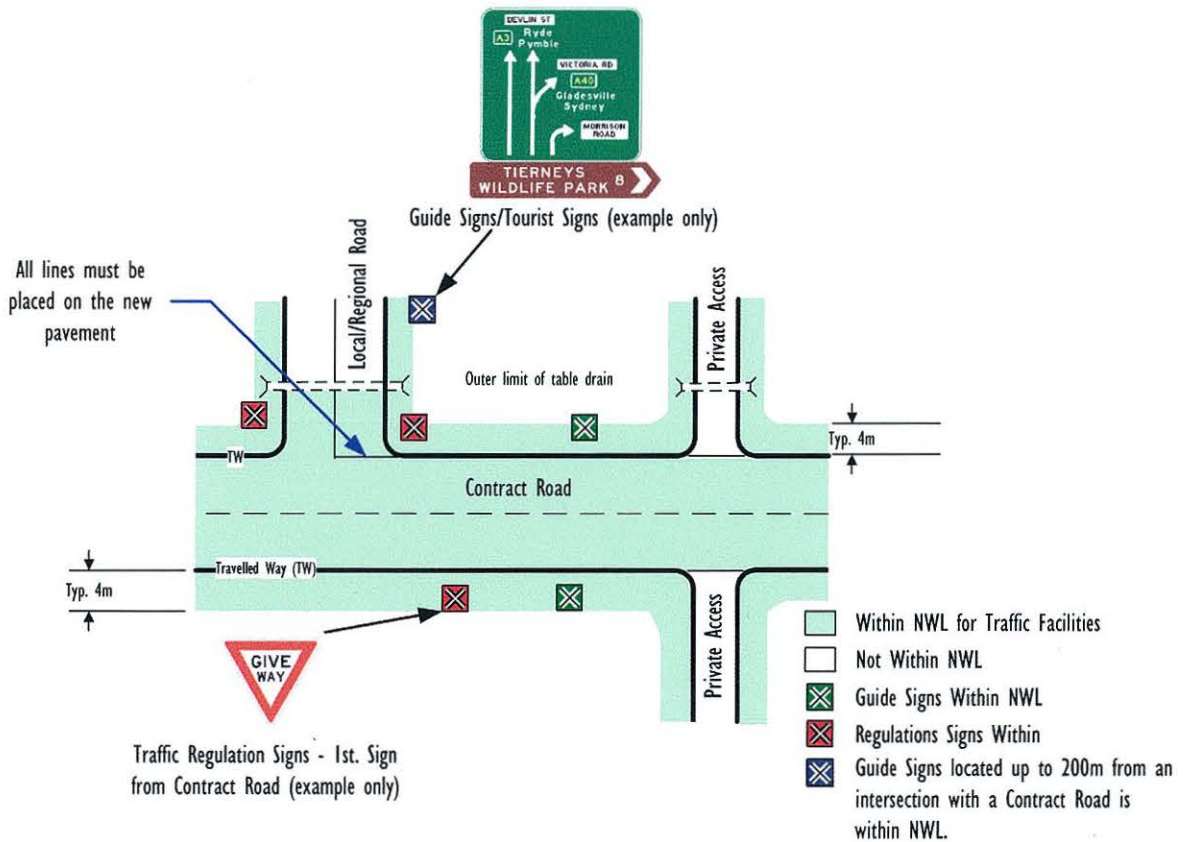 DEVLIN ST
A3
Ryde
Pymble
VICTORIA RD
A40
Gladesville
Sydney
MORRISON
ROAD
TIERNEYS
WILDLIFE PARK 8
Guide Signs/Tourist Signs (example only)
All lines must be
placed on the new
pavement
Local/Regional Road
Private Access
Outer limit of table drain
Typ. 4m
TW
Contract Road
Travelled Way (TW)
Typ. 4m
GIVE
WAY
Private Access
Traffic Regulation Signs - 1st. Sign
from Contract Road (example only)
Within NWL for Traffic Facilities
Not Within NWL
Guide Signs Within NWL
Regulations Signs Within
Guide Signs located up to 200m from an
intersection with a Contract Road is
within NWL.